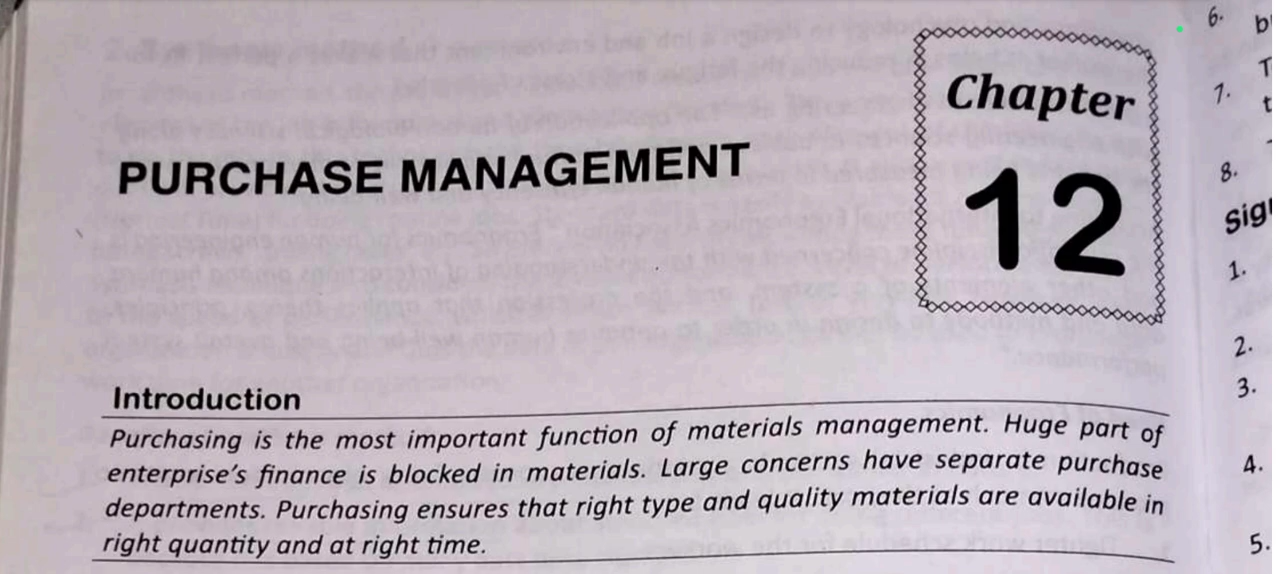 Chapter
12
PURCHASE MANAGEMENT
Introduction
Purchasing is the most important function of materials management. Huge part of
enterprise's finance is blocked in materials. Large concerns have separate purchase
departments. Purchasing ensures that right type and quality materials are available in
right quantity and at right time.
6.
7.
8.
1.
2.
3.
4.
5.